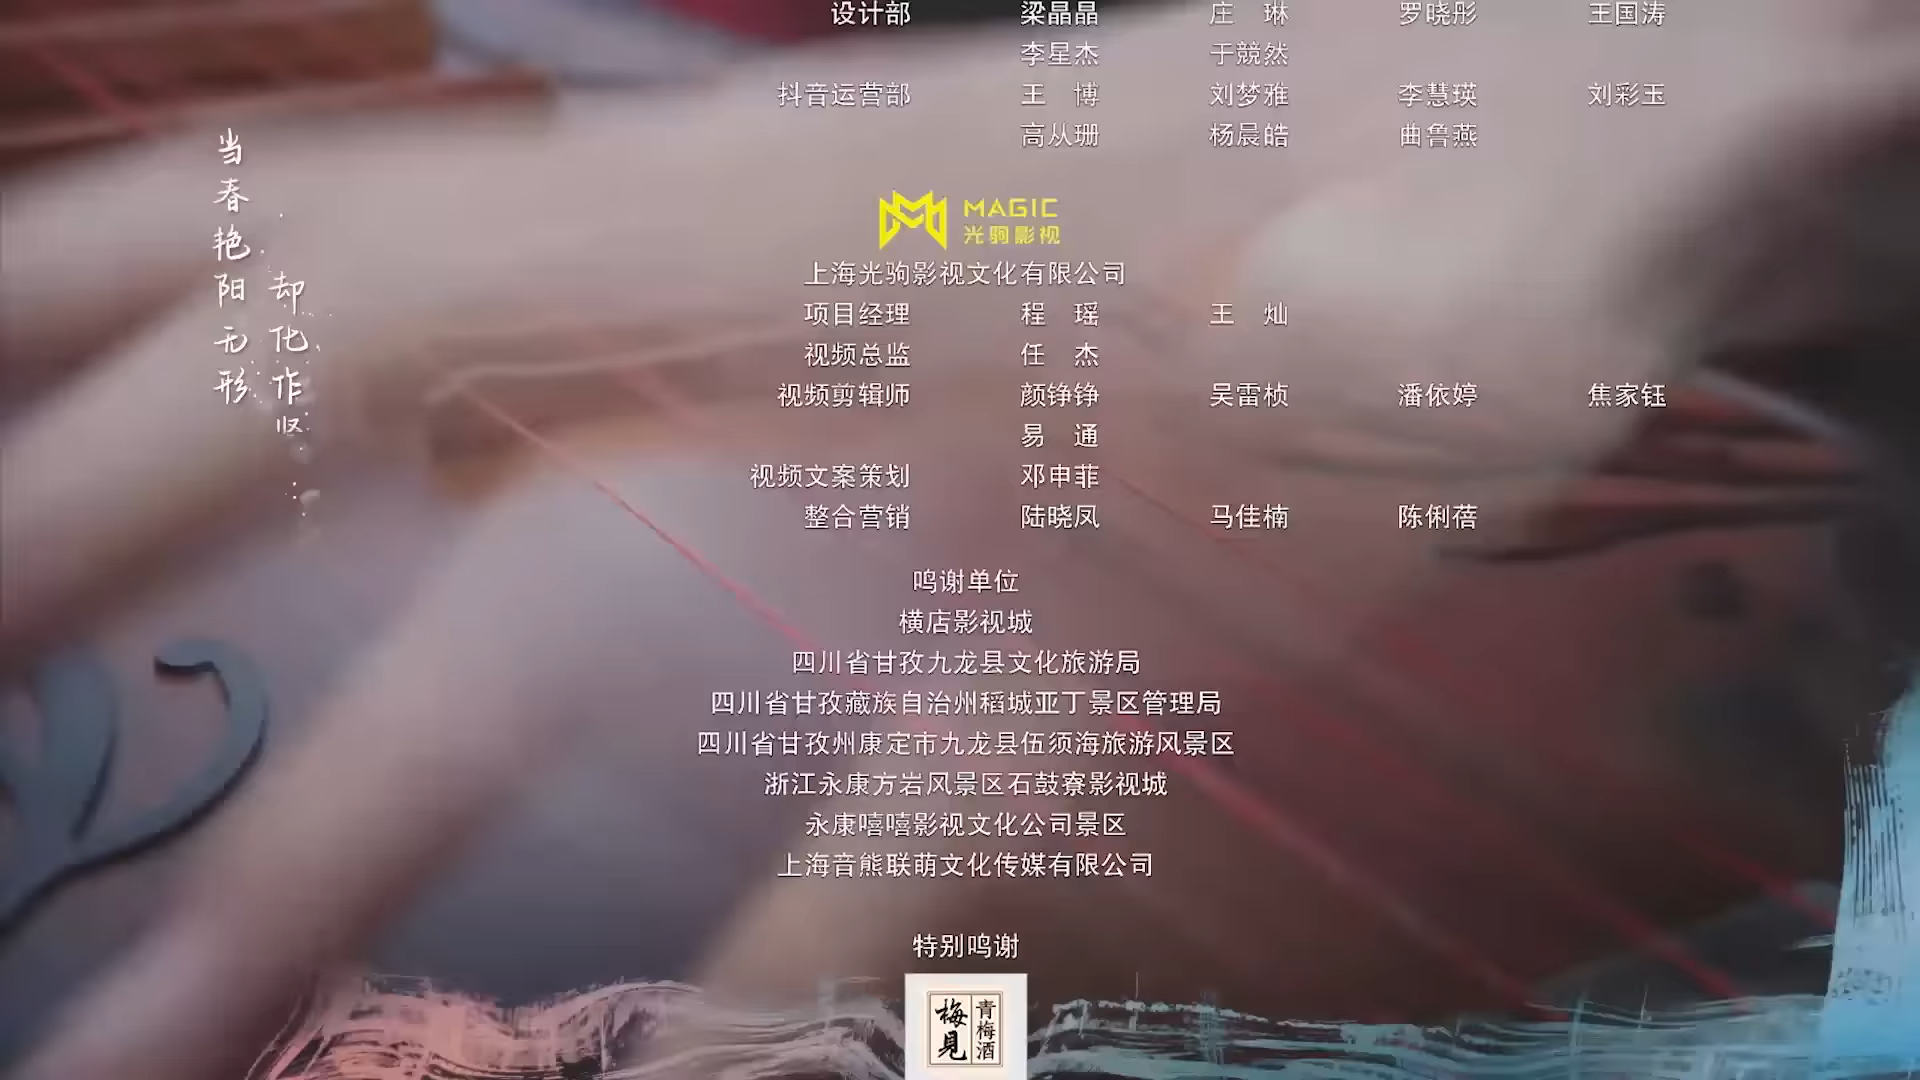 设计部 梁晶晶 庄 琳 罗晓彤 王国涛
李星杰 于競然
抖音运营部 王 博 刘梦雅 李慧瑛 刘彩玉
高从珊 杨晨皓 曲鲁燕
当春艳阳无形
却化作坚
MAGIC
光驹影视
上海光驹影视文化有限公司
项目经理 程 瑶 王 灿
视频总监 任 杰
视频剪辑师 颜铮铮 吴雷桢 潘依婷 焦家钰
易 通
视频文案策划 邓申菲
整合营销 陆晓凤 马佳楠 陈俐蓓
鸣谢单位
横店影视城
四川省甘孜九龙县文化旅游局
四川省甘孜藏族自治州稻城亚丁景区管理局
四川省甘孜州康定市九龙县伍须海旅游风景区
浙江永康方岩风景区石鼓寮影视城
永康嘻嘻影视文化公司景区
上海音熊联萌文化传媒有限公司
特别鸣谢
梅見
青梅酒